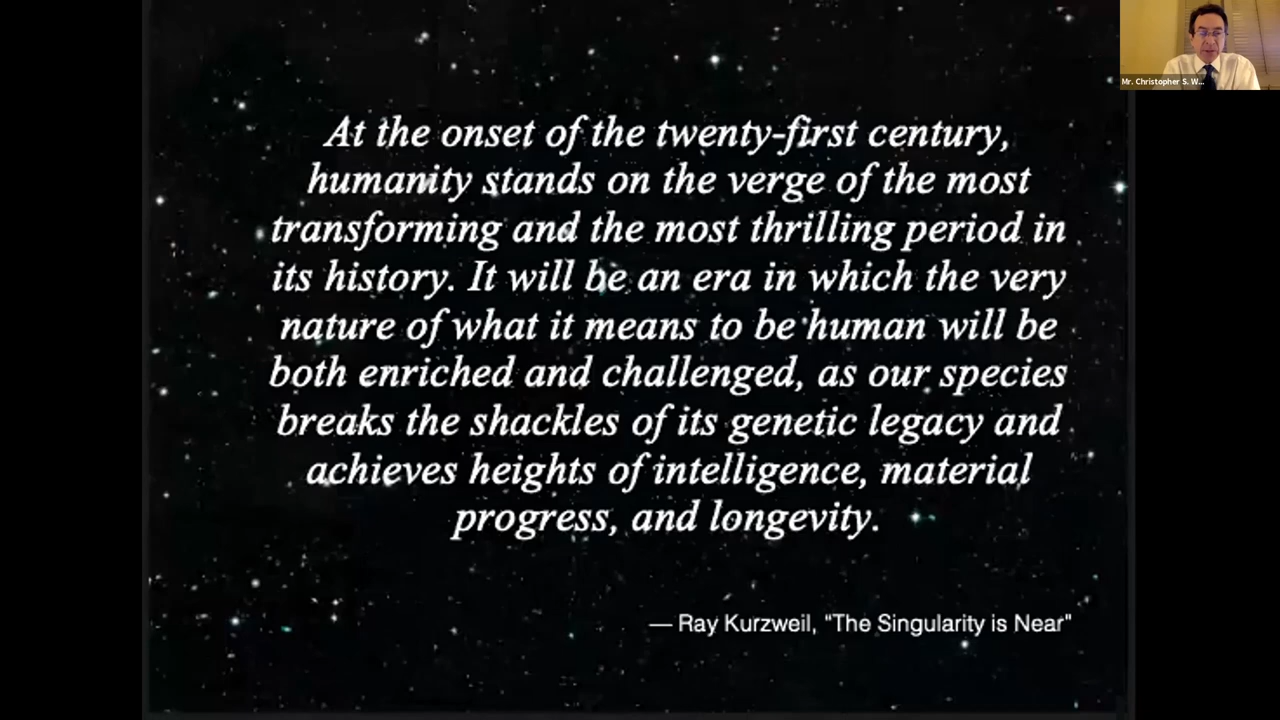 Mr. Christopher S. W...
At the onset of the twenty-first century,
humanity stands on the verge of the most
transforming and the most thrilling period in
its history. It will be an era in which the very
nature of what it means to be human will be
both enriched and challenged, as our species
breaks the shackles of its genetic legacy and
achieves heights of intelligence, material
progress, and longevity.
— Ray Kurzweil, "The Singularity is Near"